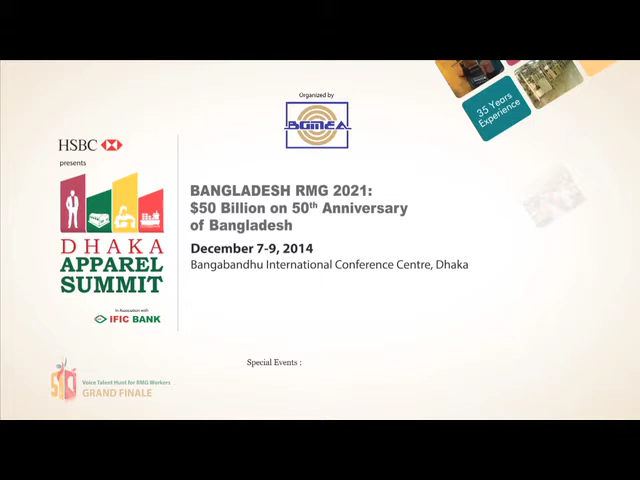 35 Years
Experience
Organized by
BGMEA
HSBC
presents
DHAKA
APPAREL
SUMMIT
In Association with
IFIC BANK
BANGLADESH RMG 2021:
$50 Billion on 50th Anniversary
of Bangladesh
December 7-9, 2014
Bangabandhu International Conference Centre, Dhaka
Special Events :
Voice Talent Hunt for RMG Workers
GRAND FINALE